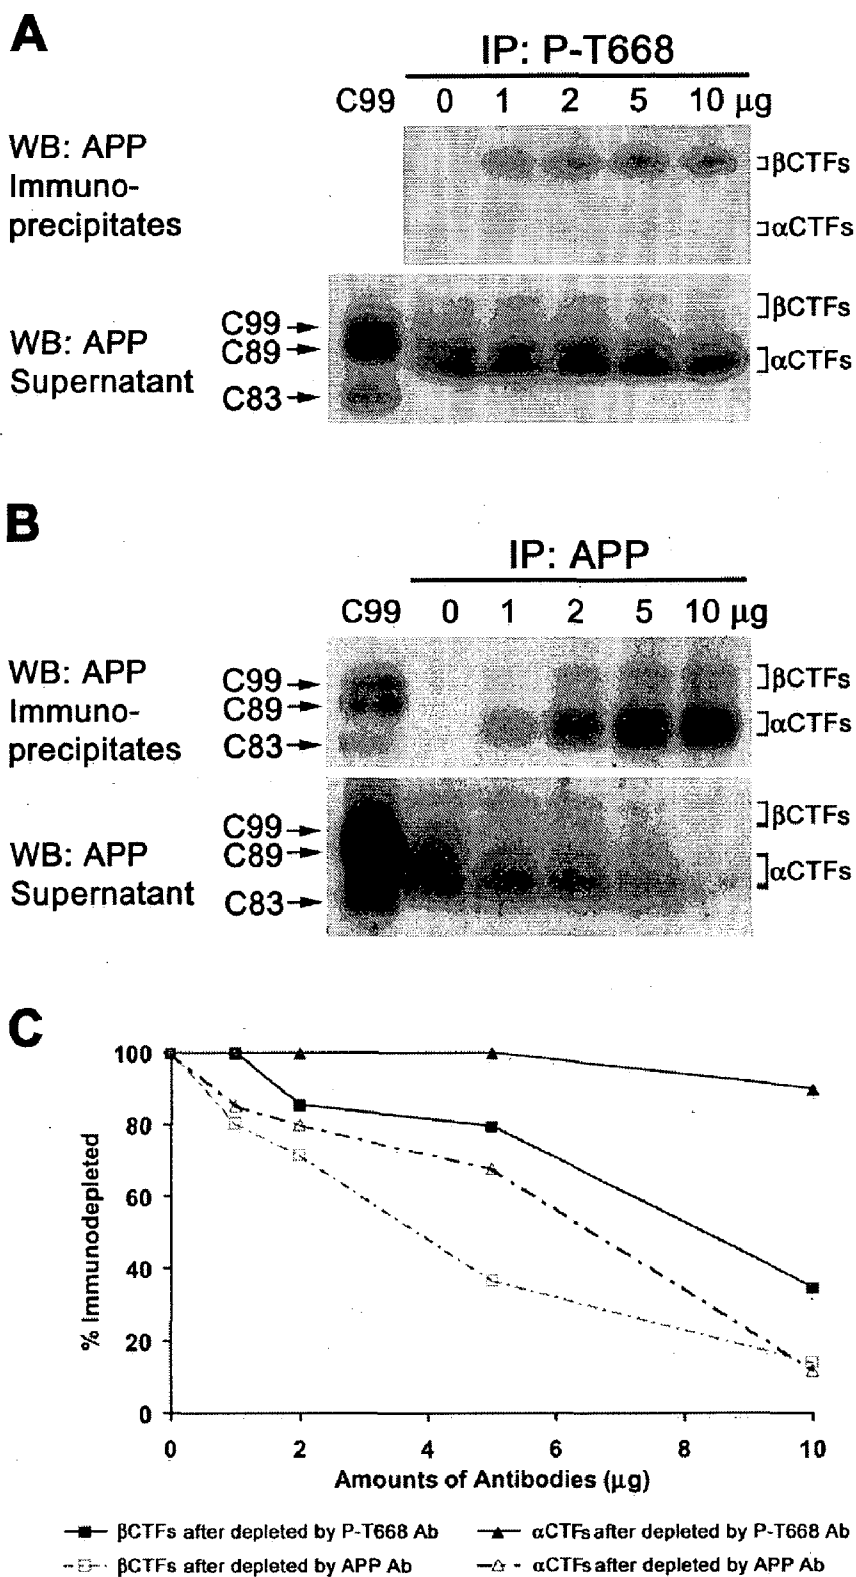 A
IP: P-T668
C99 0 1 2 5 10 µg
WB: APP
Immuno-
precipitates
βCTFs
αCTFs
WB: APP
Supernatant
C99
C89
C83
βCTFs
αCTFs
B
IP: APP
C99 0 1 2 5 10 µg
WB: APP
Immuno-
precipitates
C99
C89
C83
βCTFs
αCTFs
WB: APP
Supernatant
C99
C89
C83
βCTFs
αCTFs
C
% Immunodepleted
100
80
60
40
20
0
0 2 4 6 8 10
Amounts of Antibodies (µg)
βCTFs after depleted by P-T668 Ab
αCTFs after depleted by P-T668 Ab
βCTFs after depleted by APP Ab
αCTFs after depleted by APP Ab